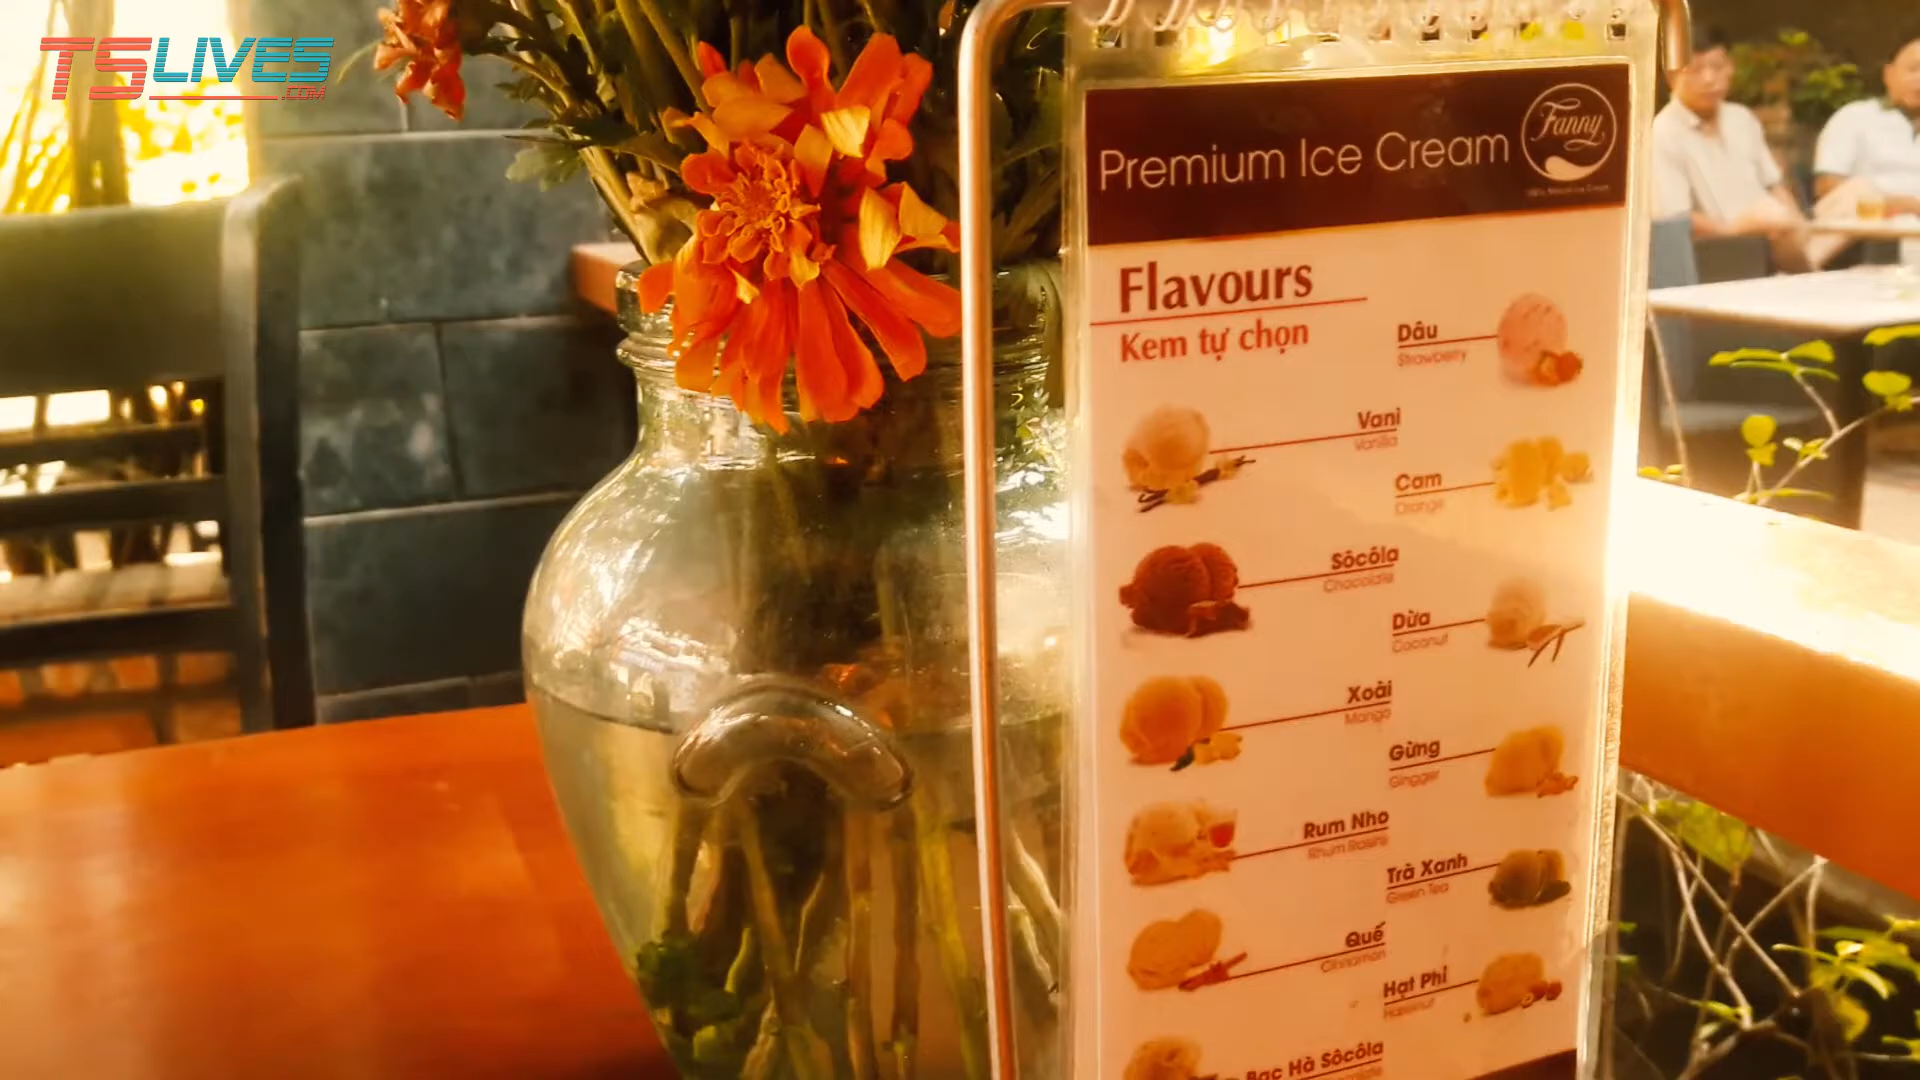 TSLIVES
.COM
Premium Ice Cream
Fanny
Flavours
Kem tự chọn
Dâu
Strawberry
Vani
Vanilla
Cam
Orange
Sôcôla
Chocolate
Dừa
Coconut
Xoài
Mango
Gừng
Gingger
Rum Nho
Rhum Raisins
Trà Xanh
Green Tea
Quế
Cinnamon
Hạt Phỉ
Hazelnut
Bạc Hà Sôcôla